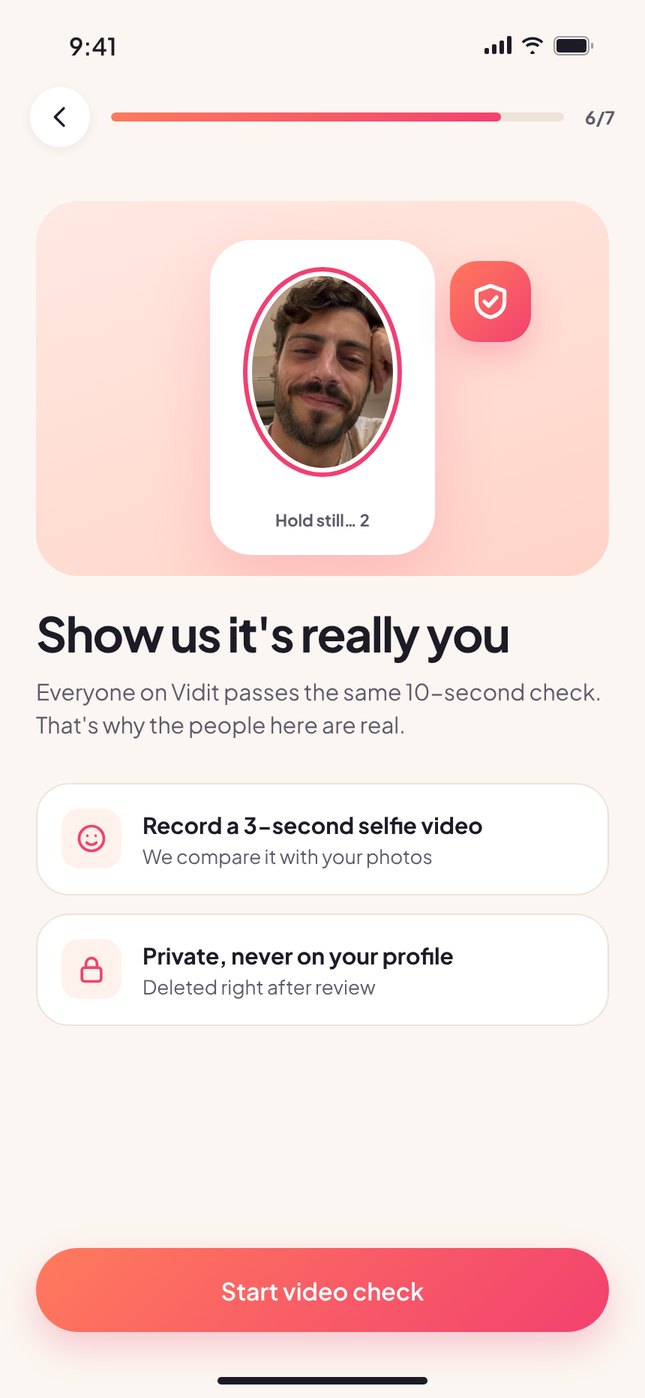 9:41
6/7
Hold still... 2
Show us it's really you
Everyone on Vidit passes the same 10–second check.
That's why the people here are real.
Record a 3–second selfie video
We compare it with your photos
Private, never on your profile
Deleted right after review
Start video check